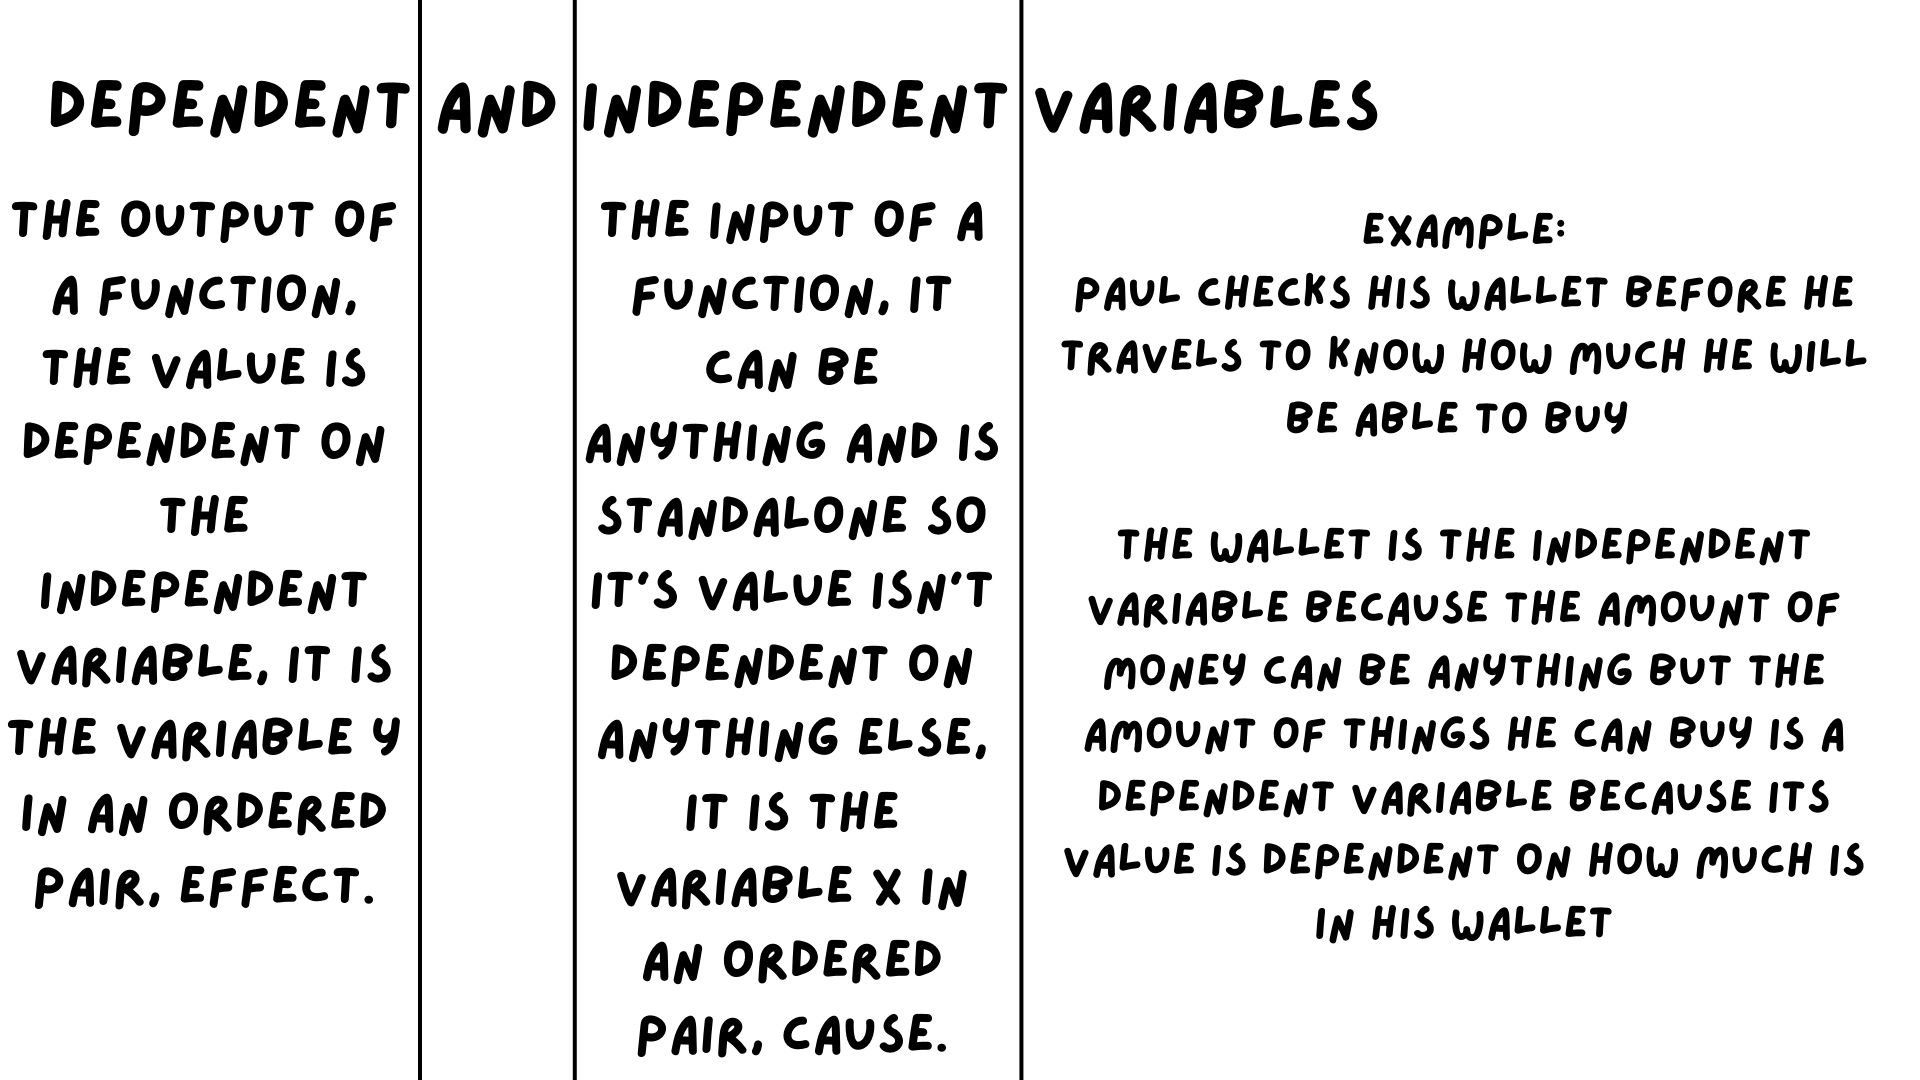 DEPENDENT AND INDEPENDENT VARIABLES
THE OUTPUT OF
A FUNCTION,
THE VALUE IS
DEPENDENT ON
THE
INDEPENDENT
VARIABLE, IT IS
THE VARIABLE Y
IN AN ORDERED
PAIR, EFFECT.
THE INPUT OF A
FUNCTION, IT
CAN BE
ANYTHING AND IS
STANDALONE SO
IT'S VALUE ISN'T
DEPENDENT ON
ANYTHING ELSE,
IT IS THE
VARIABLE X IN
AN ORDERED
PAIR, CAUSE.
EXAMPLE:
PAUL CHECKS HIS WALLET BEFORE HE
TRAVELS TO KNOW HOW MUCH HE WILL
BE ABLE TO BUY
THE WALLET IS THE INDEPENDENT
VARIABLE BECAUSE THE AMOUNT OF
MONEY CAN BE ANYTHING BUT THE
AMOUNT OF THINGS HE CAN BUY IS A
DEPENDENT VARIABLE BECAUSE ITS
VALUE IS DEPENDENT ON HOW MUCH IS
IN HIS WALLET